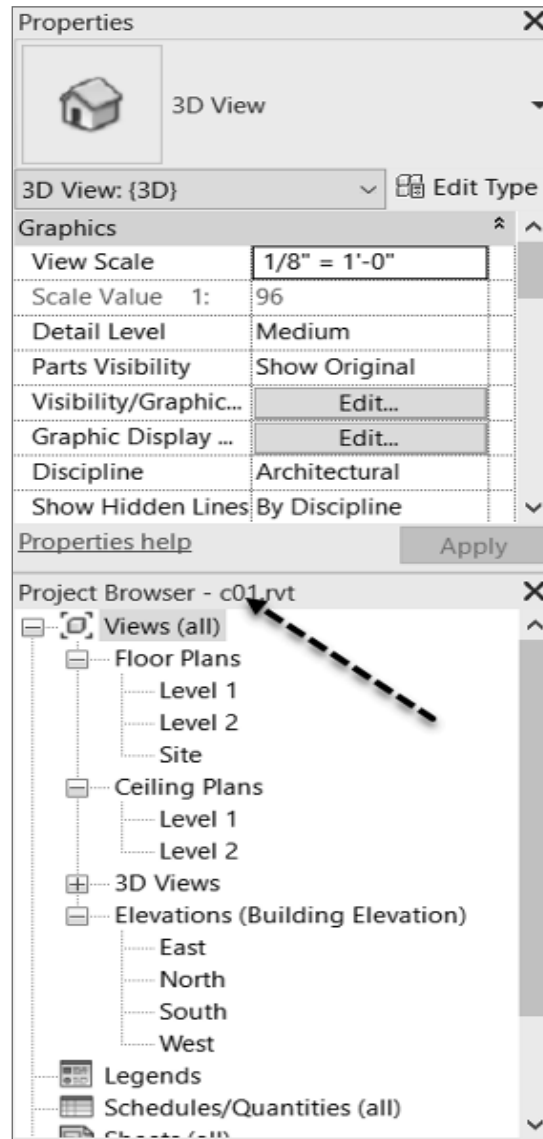 Properties
3D View
3D View: {3D} Edit Type
Graphics
View Scale 1/8" = 1'-0"
Scale Value 1: 96
Detail Level Medium
Parts Visibility Show Original
Visibility/Graphic... Edit...
Graphic Display ... Edit...
Discipline Architectural
Show Hidden Lines By Discipline
Properties help Apply
Project Browser - c01.rvt
Views (all)
Floor Plans
Level 1
Level 2
Site
Ceiling Plans
Level 1
Level 2
3D Views
Elevations (Building Elevation)
East
North
South
West
Legends
Schedules/Quantities (all)
Sheets (all)